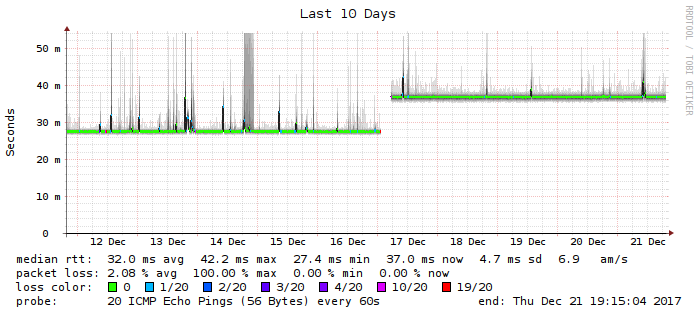 Last 10 Days
RRDTOOL / TOBI OETIKER
Seconds
50 m
40 m
30 m
20 m
10 m
0
12 Dec 13 Dec 14 Dec 15 Dec 16 Dec 17 Dec 18 Dec 19 Dec 20 Dec 21 Dec
median rtt: 32.0 ms avg 42.2 ms max 27.4 ms min 37.0 ms now 4.7 ms sd 6.9 am/s
packet loss: 2.08 % avg 100.00 % max 0.00 % min 0.00 % now
loss color: 0 1/20 2/20 3/20 4/20 10/20 19/20
probe: 20 ICMP Echo Pings (56 Bytes) every 60s end: Thu Dec 21 19:15:04 2017